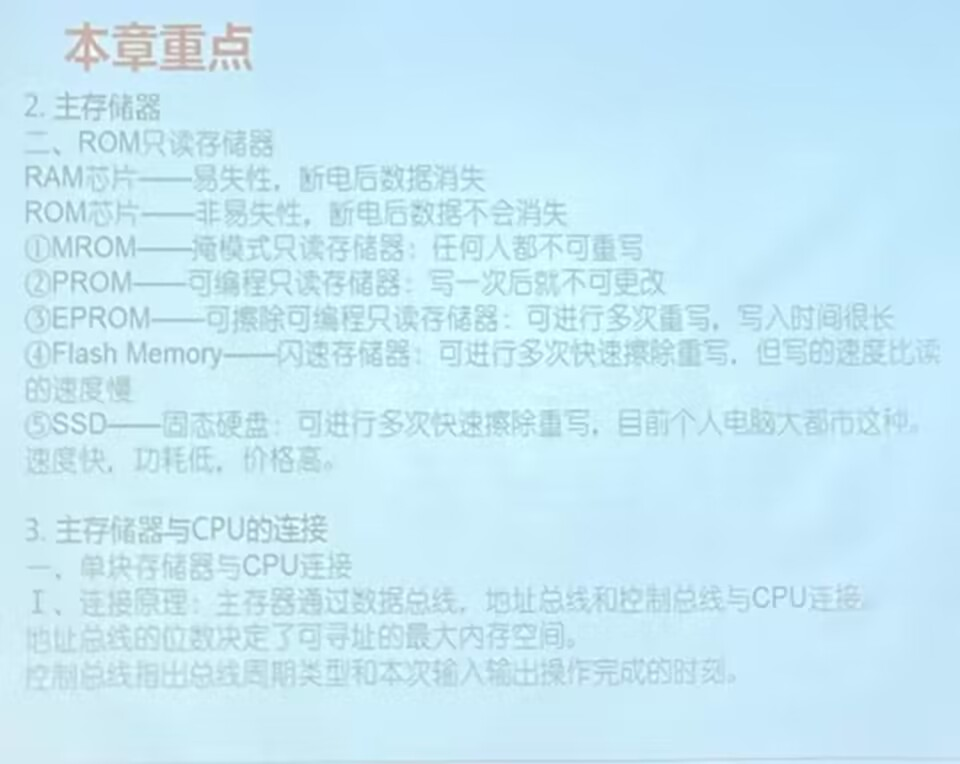 本章重点
2. 主存储器
二、ROM只读存储器
RAM芯片——易失性，断电后数据消失
ROM芯片——非易失性，断电后数据不会消失
①MROM——掩模式只读存储器：任何人都不可重写
②PROM——可编程只读存储器：写一次后就不可更改
③EPROM——可擦除可编程只读存储器：可进行多次重写，写入时间很长
④Flash Memory——闪速存储器：可进行多次快速擦除重写，但写的速度比读
的速度慢
⑤SSD——固态硬盘：可进行多次快速擦除重写，目前个人电脑大都市这种。
速度快，功耗低，价格高。
3. 主存储器与CPU的连接
一、单块存储器与CPU连接
I、连接原理：主存器通过数据总线，地址总线和控制总线与CPU连接。
地址总线的位数决定了可寻址的最大内存空间。
控制总线指出总线周期类型和本次输入输出操作完成的时刻。